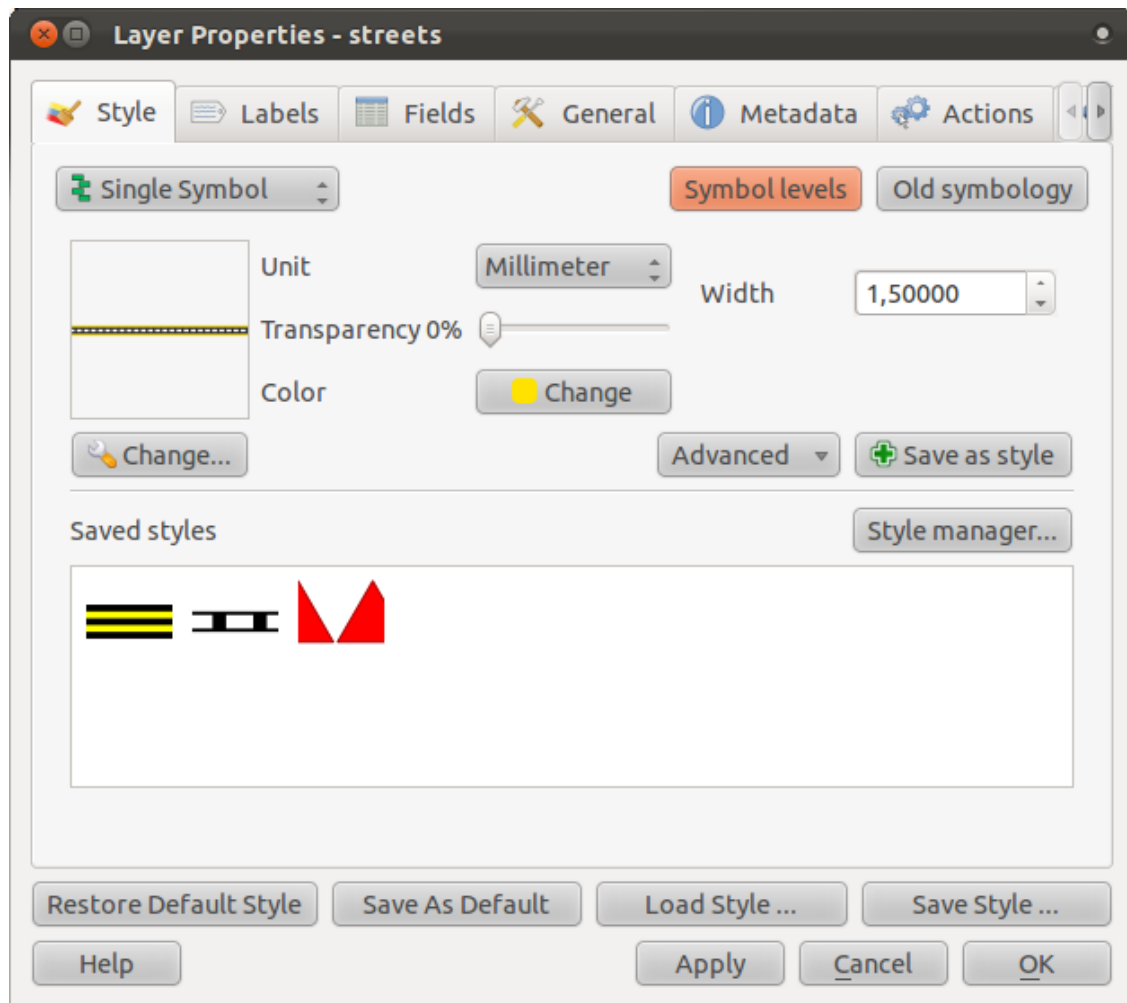 Layer Properties - streets
Style Labels Fields General Metadata Actions
Single Symbol Symbol levels Old symbology
Unit Millimeter
Width 1,50000
Transparency 0%
Color Change
Change... Advanced Save as style
Saved styles Style manager...
Restore Default Style Save As Default Load Style ... Save Style ...
Help Apply Cancel OK